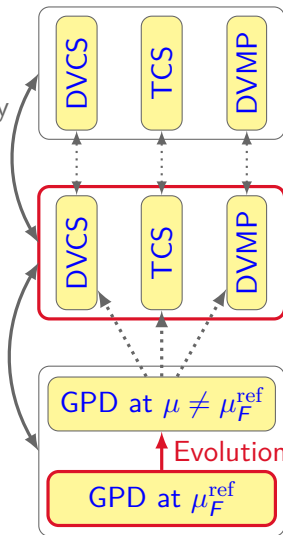 DVCS TCS DVMP
y
DVCS TCS DVMP
GPD at μ ≠ μ_F^ref
Evolution
GPD at μ_F^ref